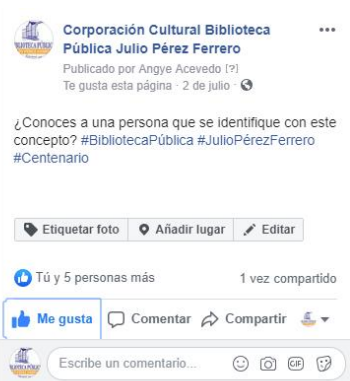 Corporación Cultural Biblioteca
Pública Julio Pérez Ferrero
Publicado por Angye Acevedo [?]
Te gusta esta página · 2 de julio ·
¿Conoces a una persona que se identifique con este
concepto? #BibliotecaPública #JulioPérezFerrero
#Centenario
Etiquetar foto Añadir lugar Editar
Tú y 5 personas más 1 vez compartido
Me gusta Comentar Compartir
Escribe un comentario... GIF